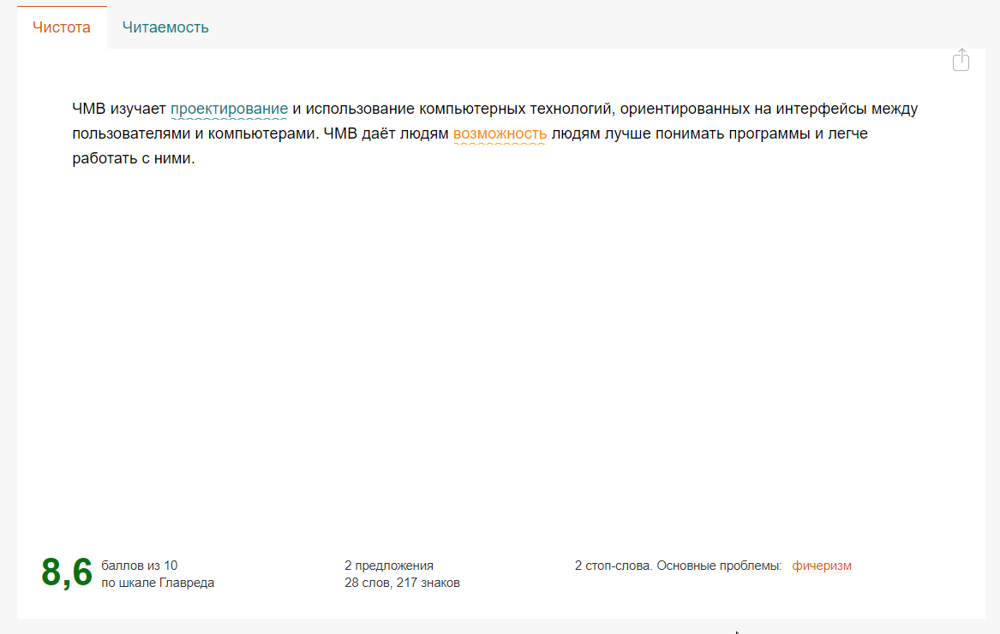 Чистота Читаемость
ЧМВ изучает проектирование и использование компьютерных технологий, ориентированных на интерфейсы между
пользователями и компьютерами. ЧМВ даёт людям возможность людям лучше понимать программы и легче
работать с ними.
8,6 баллов из 10
по шкале Главреда
2 предложения
28 слов, 217 знаков
2 стоп-слова. Основные проблемы: фичеризм